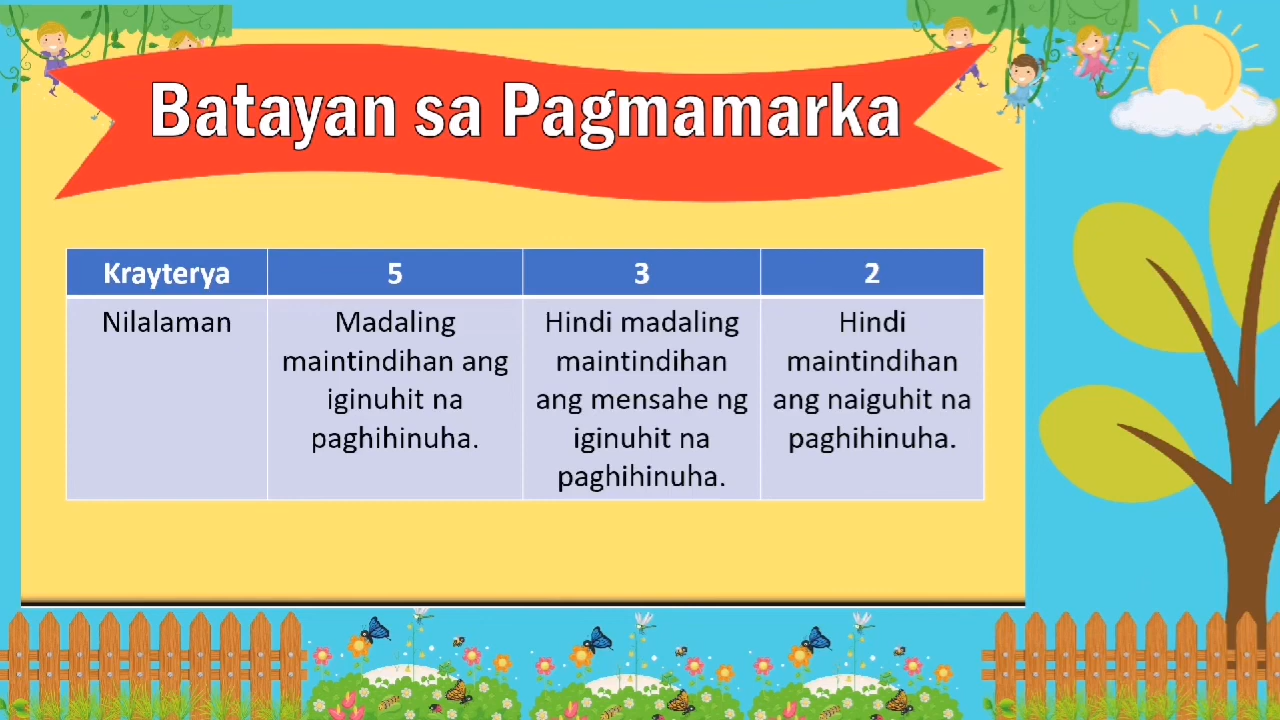 Batayan sa Pagmamarka
Krayterya 5 3 2
Nilalaman
Madaling
maintindihan ang
iginuhit na
paghihinuha.
Hindi madaling
maintindihan
ang mensahe ng
iginuhit na
paghihinuha.
Hindi
maintindihan
ang naiguhit na
paghihinuha.